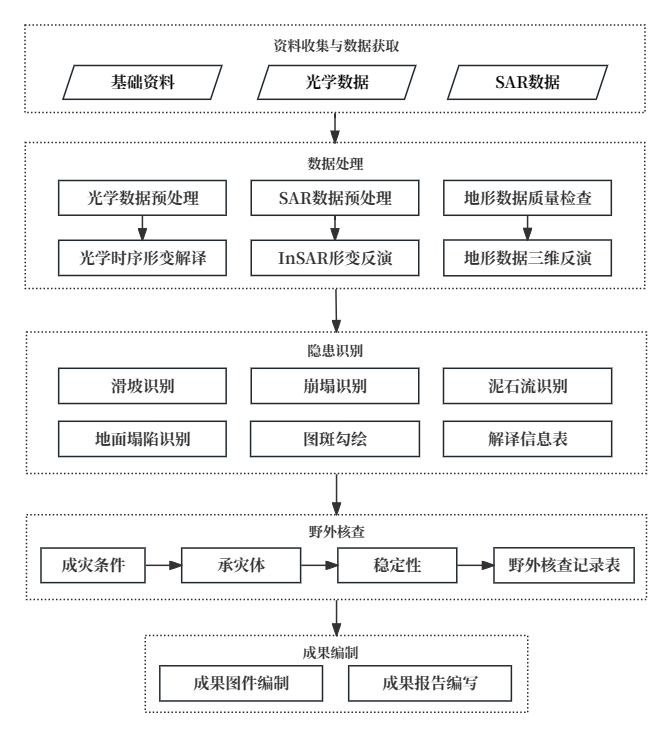 资料收集与数据获取
基础资料
光学数据
SAR数据
数据处理
光学数据预处理
SAR数据预处理
地形数据质量检查
光学时序形变解译
InSAR形变反演
地形数据三维反演
隐患识别
滑坡识别
崩塌识别
泥石流识别
地面塌陷识别
图斑勾绘
解译信息表
野外核查
成灾条件
承灾体
稳定性
野外核查记录表
成果编制
成果图件编制
成果报告编写